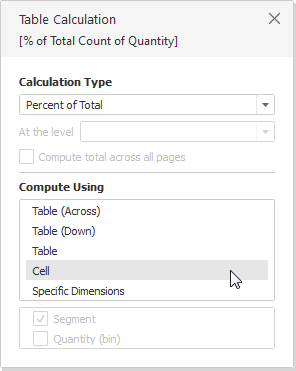 Table Calculation
[% of Total Count of Quantity]
Calculation Type
Percent of Total
At the level
Compute total across all pages
Compute Using
Table (Across)
Table (Down)
Table
Cell
Specific Dimensions
Segment
Quantity (bin)